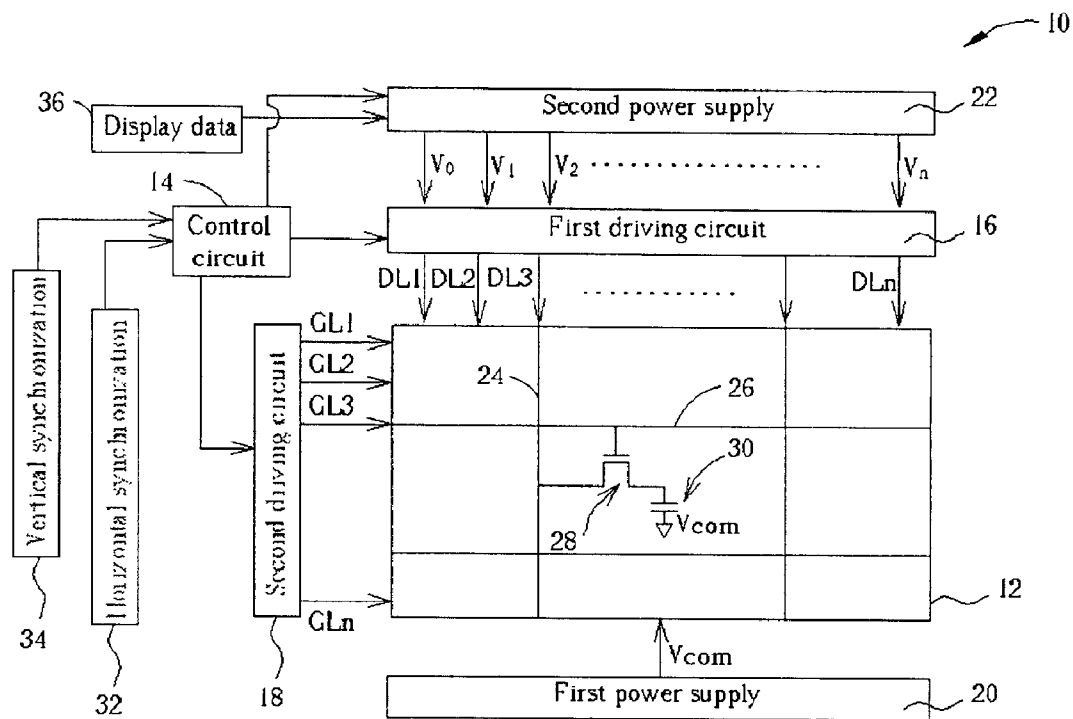 10
36
Display data
Second power supply
22
V0
V1
V2
Vn
14
Control
circuit
First driving circuit
16
DL1
DL2
DL3
DLn
Vertical synchronization
34
Horizontal synchronization
32
Second driving circuit
18
GL1
GL2
GL3
GLn
24
26
28
30
Vcom
12
Vcom
First power supply
20